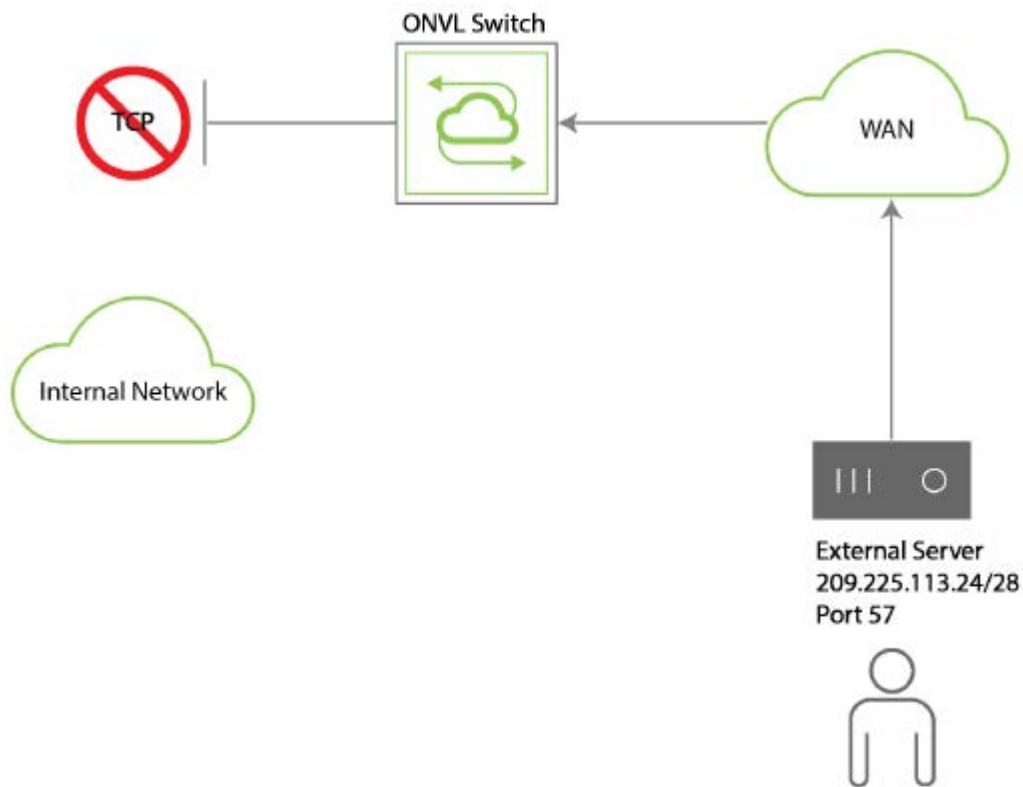 ONVL Switch
TCP
WAN
Internal Network
External Server
209.225.113.24/28
Port 57